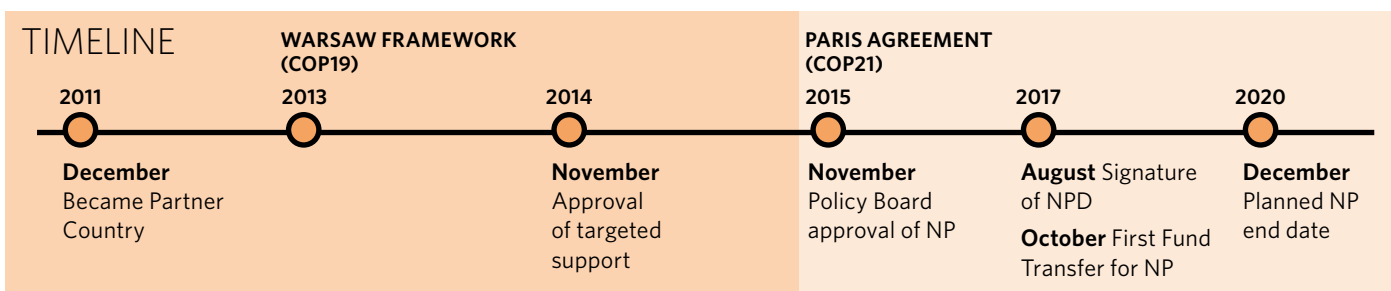 TIMELINE
WARSAW FRAMEWORK
(COP19)
PARIS AGREEMENT
(COP21)
2011
2013
2014
2015
2017
2020
December
Became Partner
Country
November
Approval
of targeted
support
November
Policy Board
approval of NP
August Signature
of NPD
October First Fund
Transfer for NP
December
Planned NP
end date